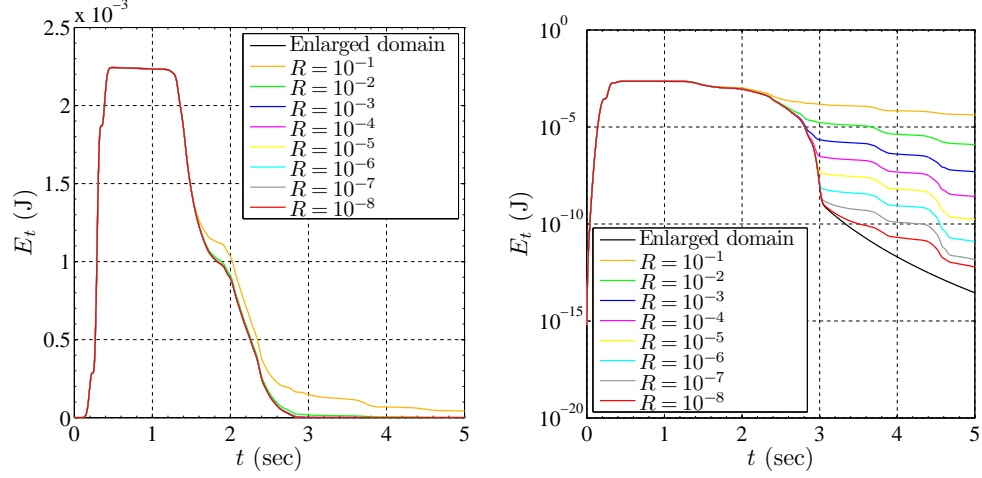 x 10⁻³
2.5
2
1.5
1
0.5
0
0 1 2 3 4 5
E_t (J)
t (sec)
Enlarged domain
R = 10⁻¹
R = 10⁻²
R = 10⁻³
R = 10⁻⁴
R = 10⁻⁵
R = 10⁻⁶
R = 10⁻⁷
R = 10⁻⁸
10⁰
10⁻⁵
10⁻¹⁰
10⁻¹⁵
10⁻²⁰
0 1 2 3 4 5
E_t (J)
t (sec)
Enlarged domain
R = 10⁻¹
R = 10⁻²
R = 10⁻³
R = 10⁻⁴
R = 10⁻⁵
R = 10⁻⁶
R = 10⁻⁷
R = 10⁻⁸